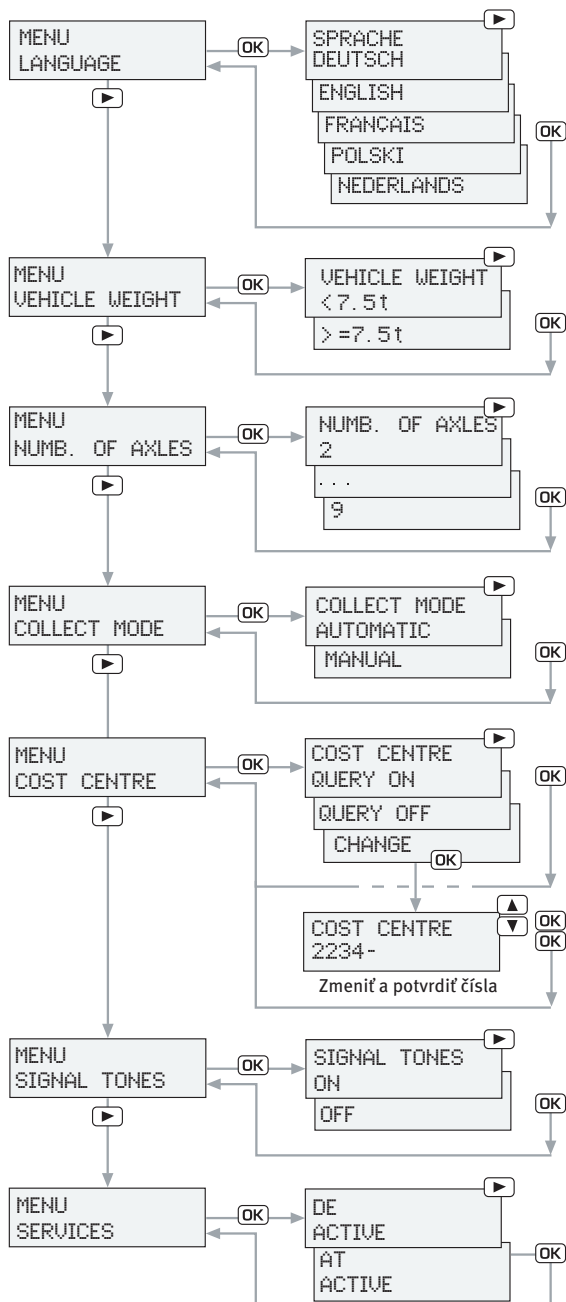 MENU
LANGUAGE
OK
SPRACHE
DEUTSCH
ENGLISH
FRANÇAIS
POLSKI
NEDERLANDS
OK
MENU
VEHICLE WEIGHT
OK
VEHICLE WEIGHT
<7.5t
>=7.5t
OK
MENU
NUMB. OF AXLES
OK
NUMB. OF AXLES
2
...
9
OK
MENU
COLLECT MODE
OK
COLLECT MODE
AUTOMATIC
MANUAL
OK
MENU
COST CENTRE
OK
COST CENTRE
QUERY ON
QUERY OFF
CHANGE
OK
OK
COST CENTRE
2234-
OK
OK
Zmeniť a potvrdiť čísla
MENU
SIGNAL TONES
OK
SIGNAL TONES
ON
OFF
OK
MENU
SERVICES
OK
DE
ACTIVE
AT
ACTIVE
OK